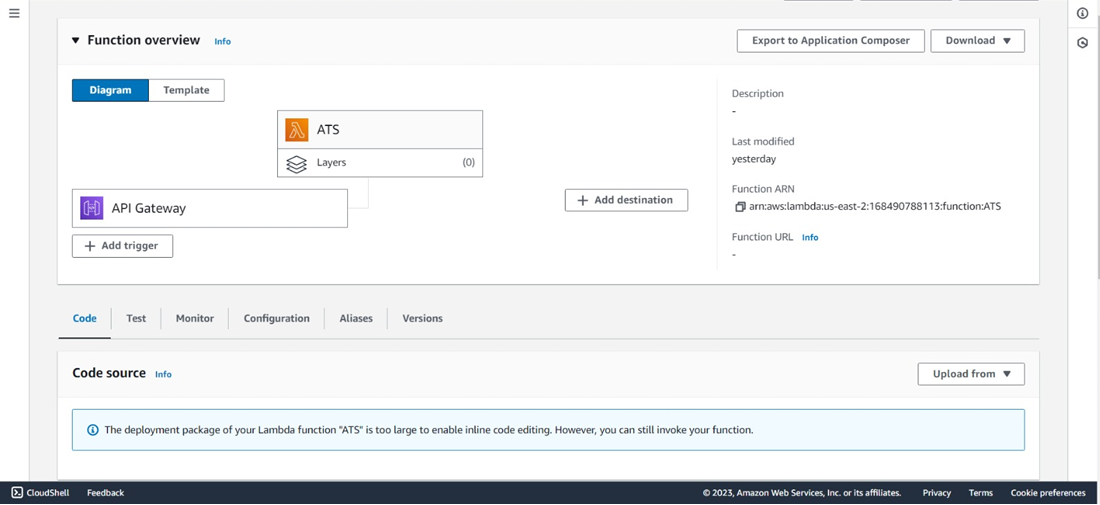 Function overview Info
Export to Application Composer
Download
Diagram
Template
ATS
Layers
(0)
API Gateway
Add trigger
Add destination
Description
-
Last modified
yesterday
Function ARN
arn:aws:lambda:us-east-2:168490788113:function:ATS
Function URL Info
-
Code
Test
Monitor
Configuration
Aliases
Versions
Code source Info
Upload from
The deployment package of your Lambda function "ATS" is too large to enable inline code editing. However, you can still invoke your function.
CloudShell
Feedback
© 2023, Amazon Web Services, Inc. or its affiliates.
Privacy
Terms
Cookie preferences